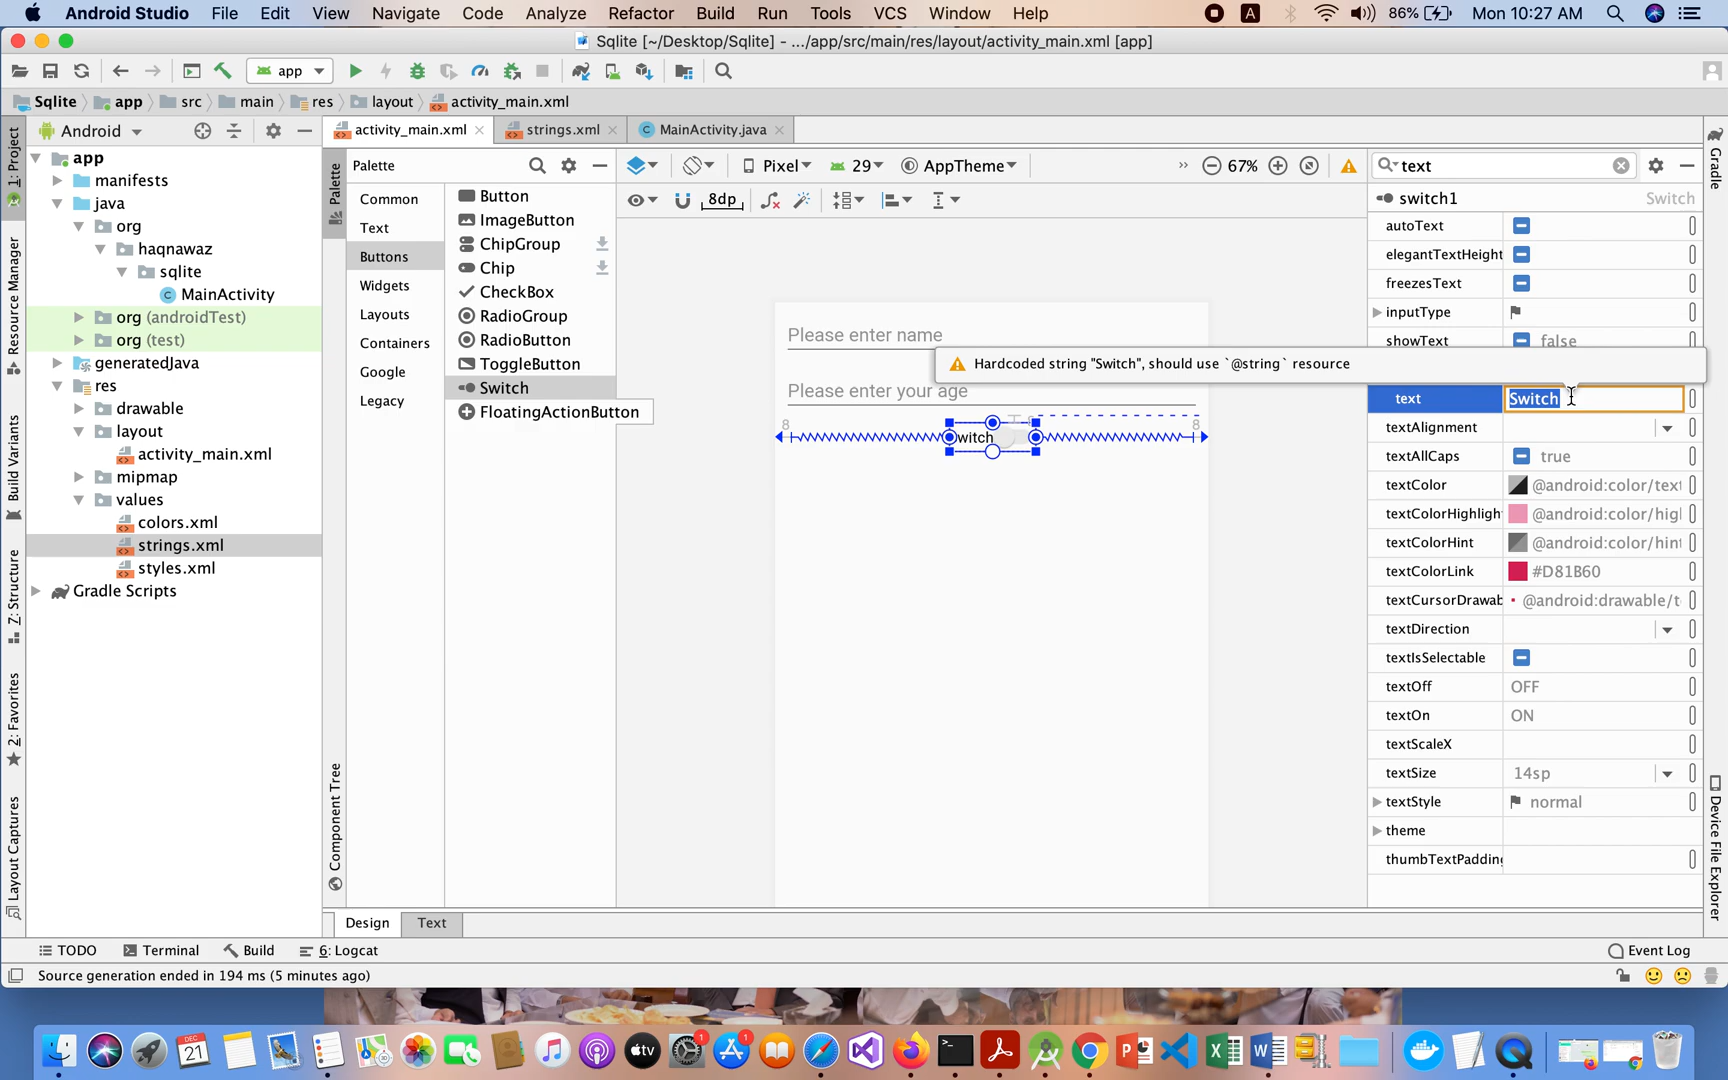 Android Studio File Edit View Navigate Code Analyze Refactor Build Run Tools VCS Window Help A 86% Mon 10:27 AM
Sqlite [~/Desktop/Sqlite] - .../app/src/main/res/layout/activity_main.xml [app]
app
Sqlite app src main res layout activity_main.xml
1: Project
Resource Manager
Build Variants
Z: Structure
2: Favorites
Layout Captures
Android
app
manifests
java
org
haqnawaz
sqlite
MainActivity
org (androidTest)
org (test)
generatedJava
res
drawable
layout
activity_main.xml
mipmap
values
colors.xml
strings.xml
styles.xml
Gradle Scripts
activity_main.xml strings.xml MainActivity.java
Palette
Component Tree
Palette
Common
Text
Buttons
Widgets
Layouts
Containers
Google
Legacy
Button
ImageButton
ChipGroup
Chip
CheckBox
RadioGroup
RadioButton
ToggleButton
Switch
FloatingActionButton
Pixel 29 AppTheme 67%
8dp
Please enter name
Please enter your age
8 8
witch
Hardcoded string "Switch", should use `@string` resource
text
switch1 Switch
autoText
elegantTextHeight
freezesText
inputType
showText false
text Switch
textAlignment
textAllCaps true
textColor @android:color/text
textColorHighligh @android:color/hig
textColorHint @android:color/hint
textColorLink #D81B60
textCursorDrawab @android:drawable/t
textDirection
textIsSelectable
textOff OFF
textOn ON
textScaleX
textSize 14sp
textStyle normal
theme
thumbTextPadding
Gradle
Device File Explorer
Design Text
TODO Terminal Build 6: Logcat Event Log
Source generation ended in 194 ms (5 minutes ago)
DEC
21
tv
1
1